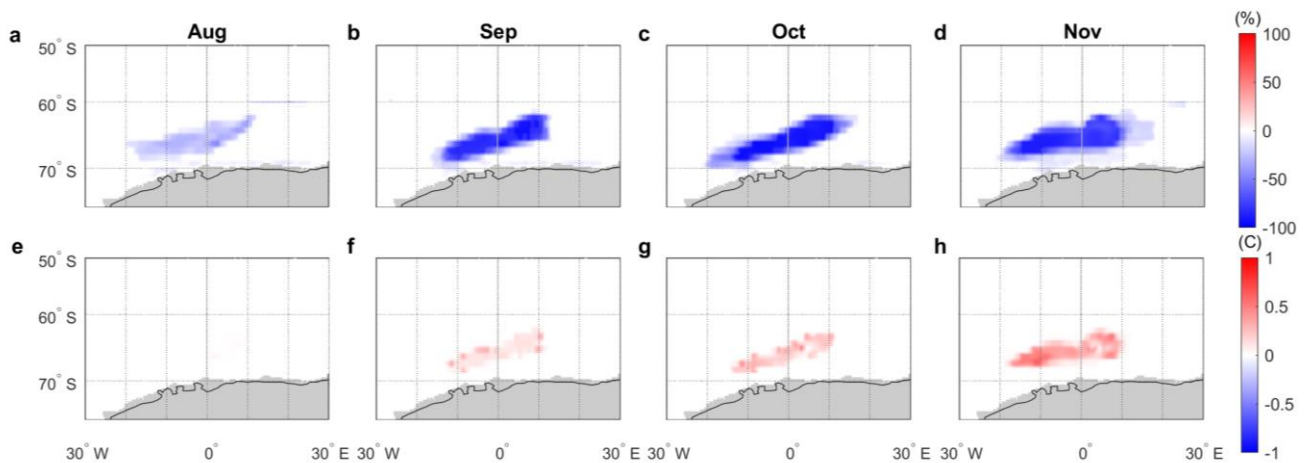 a Aug b Sep c Oct d Nov (%)
50° S 100
60° S 50
0
70° S -50
-100
e f g h (C)
50° S 1
60° S 0.5
0
70° S -0.5
30° W 0° 30° E 30° W 0° 30° E 30° W 0° 30° E 30° W 0° 30° E -1